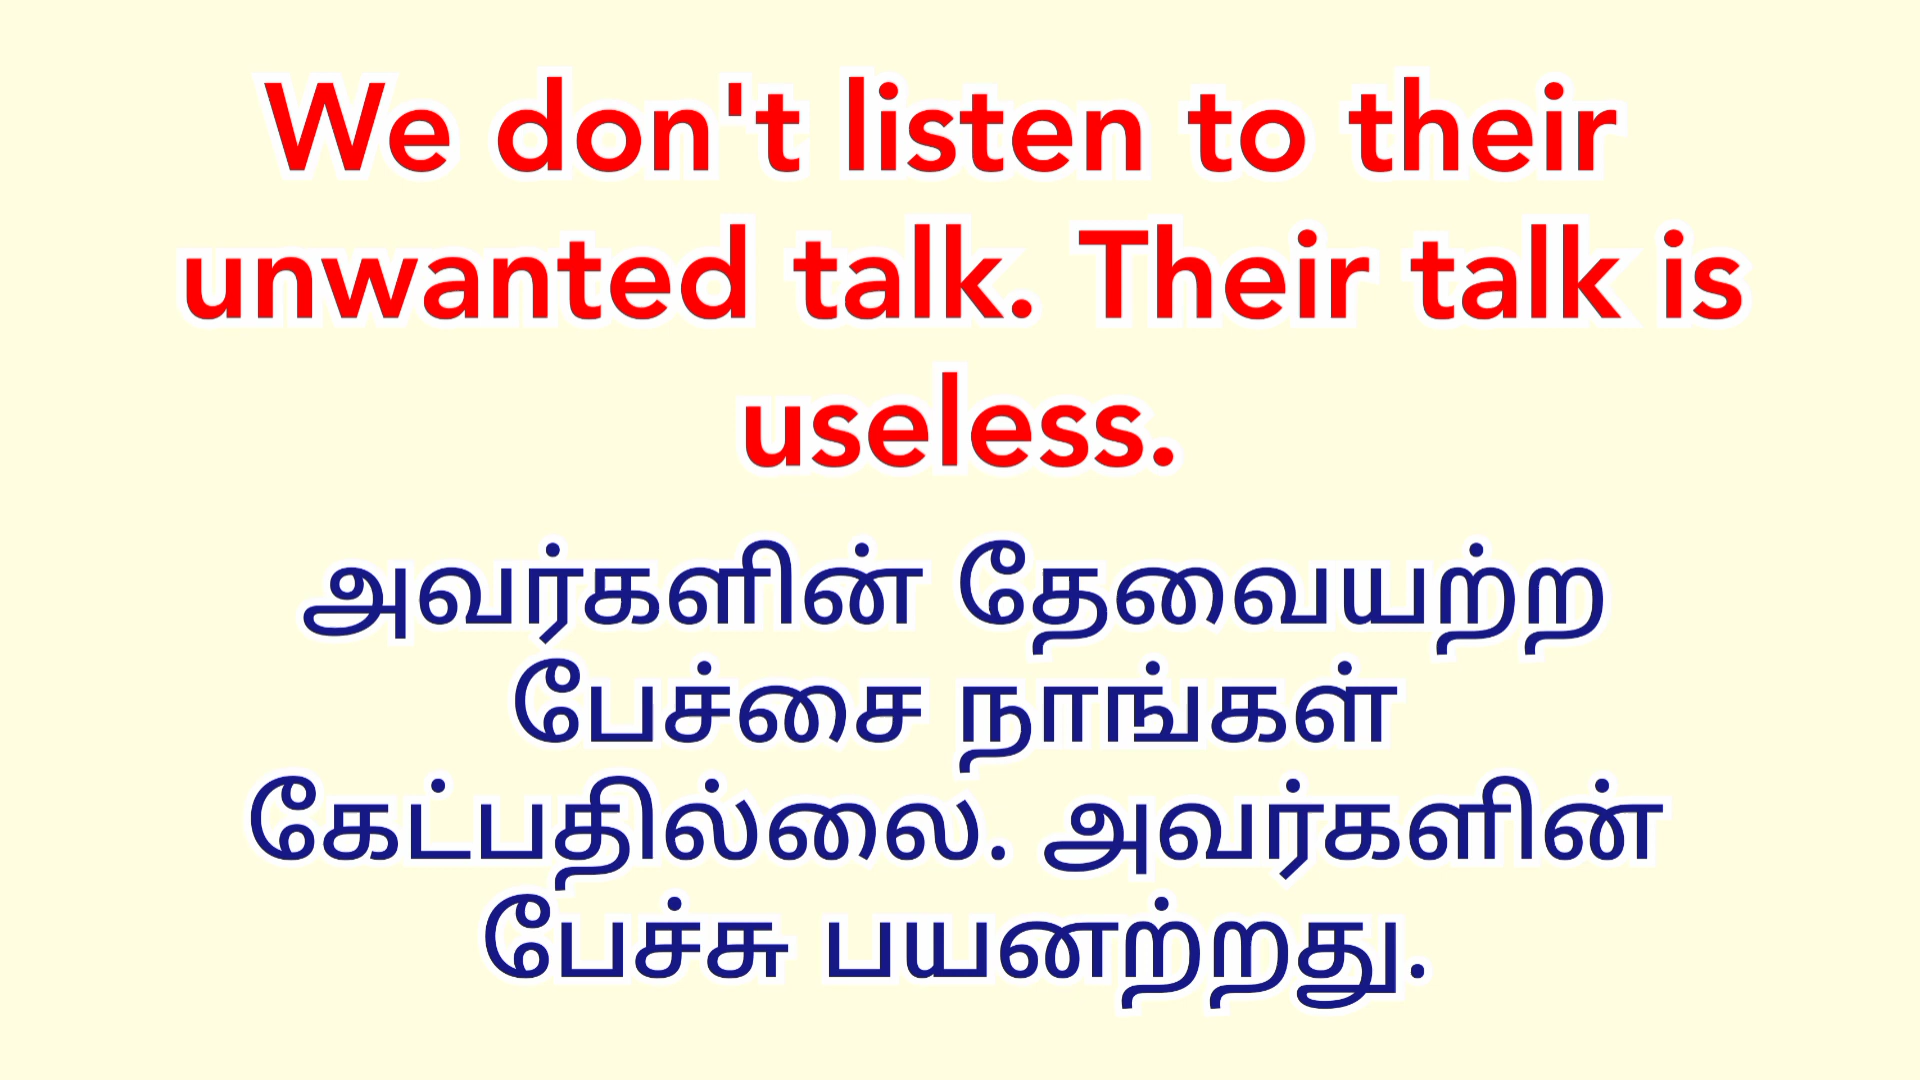 We don't listen to their
unwanted talk. Their talk is
useless.
அவர்களின் தேவையற்ற
பேச்சை நாங்கள்
கேட்பதில்லை. அவர்களின்
பேச்சு பயனற்றது.